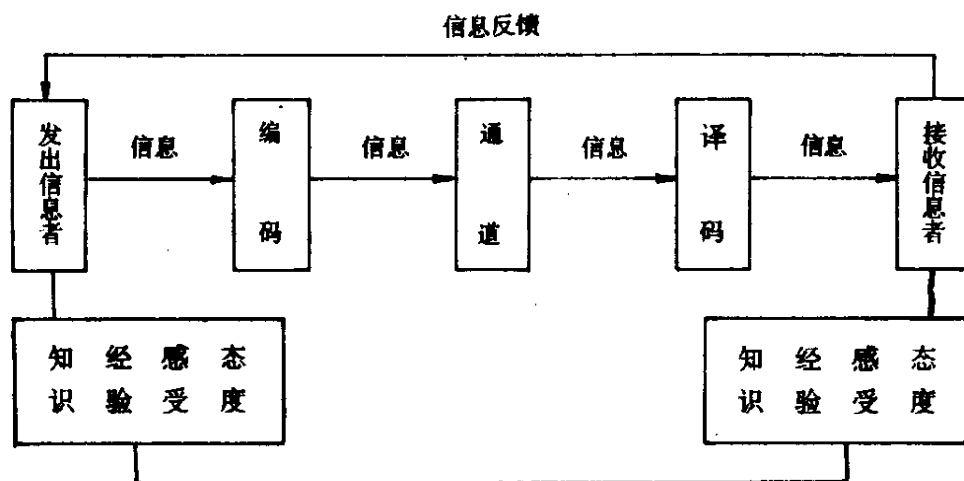 信息反馈
发出信息者
信息
编码
信息
通道
信息
译码
信息
接收信息者
知识 经验 感受 态度
知识 经验 感受 态度